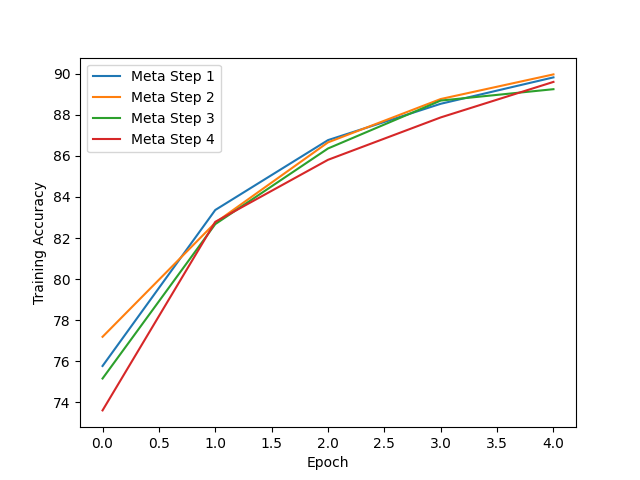 Meta Step 1
Meta Step 2
Meta Step 3
Meta Step 4
Training Accuracy
90
88
86
84
82
80
78
76
74
0.0 0.5 1.0 1.5 2.0 2.5 3.0 3.5 4.0
Epoch